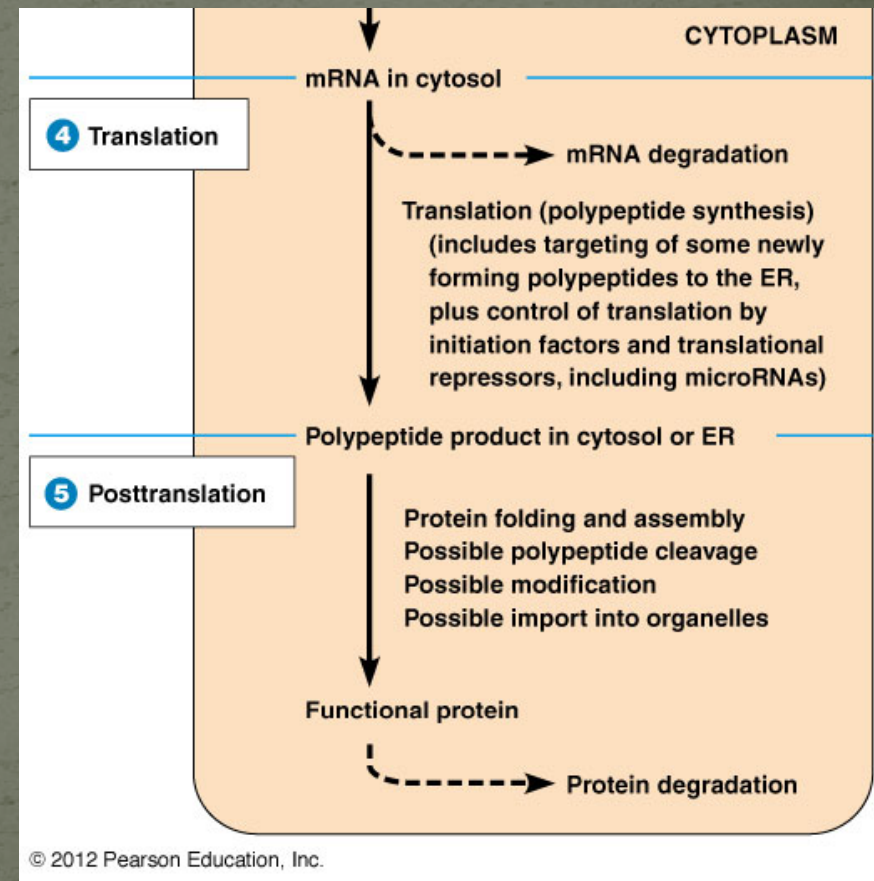 CYTOPLASM
mRNA in cytosol
4 Translation
mRNA degradation
Translation (polypeptide synthesis)
(includes targeting of some newly
forming polypeptides to the ER,
plus control of translation by
initiation factors and translational
repressors, including microRNAs)
Polypeptide product in cytosol or ER
5 Posttranslation
Protein folding and assembly
Possible polypeptide cleavage
Possible modification
Possible import into organelles
Functional protein
Protein degradation
© 2012 Pearson Education, Inc.